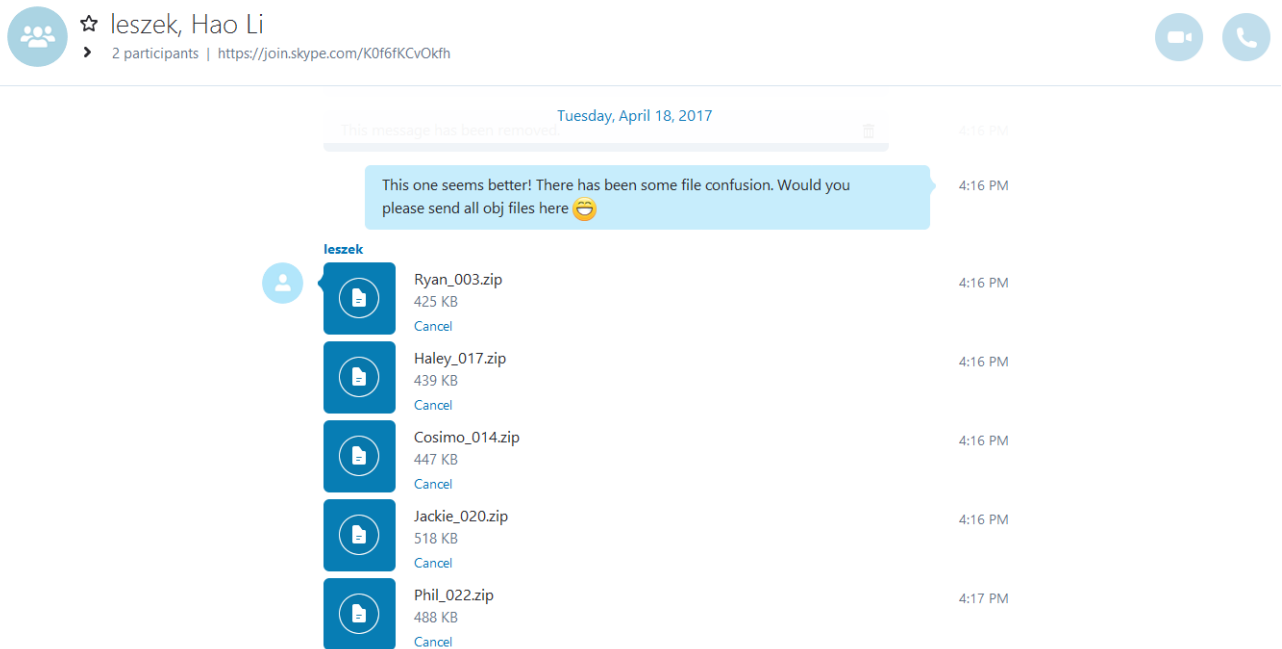 leszek, Hao Li
2 participants | https://join.skype.com/K0f6fKCvOkfh
Tuesday, April 18, 2017
This message has been removed.
4:16 PM
This one seems better! There has been some file confusion. Would you
please send all obj files here
4:16 PM
leszek
Ryan_003.zip
425 KB
Cancel
4:16 PM
Haley_017.zip
439 KB
Cancel
4:16 PM
Cosimo_014.zip
447 KB
Cancel
4:16 PM
Jackie_020.zip
518 KB
Cancel
4:16 PM
Phil_022.zip
488 KB
Cancel
4:17 PM